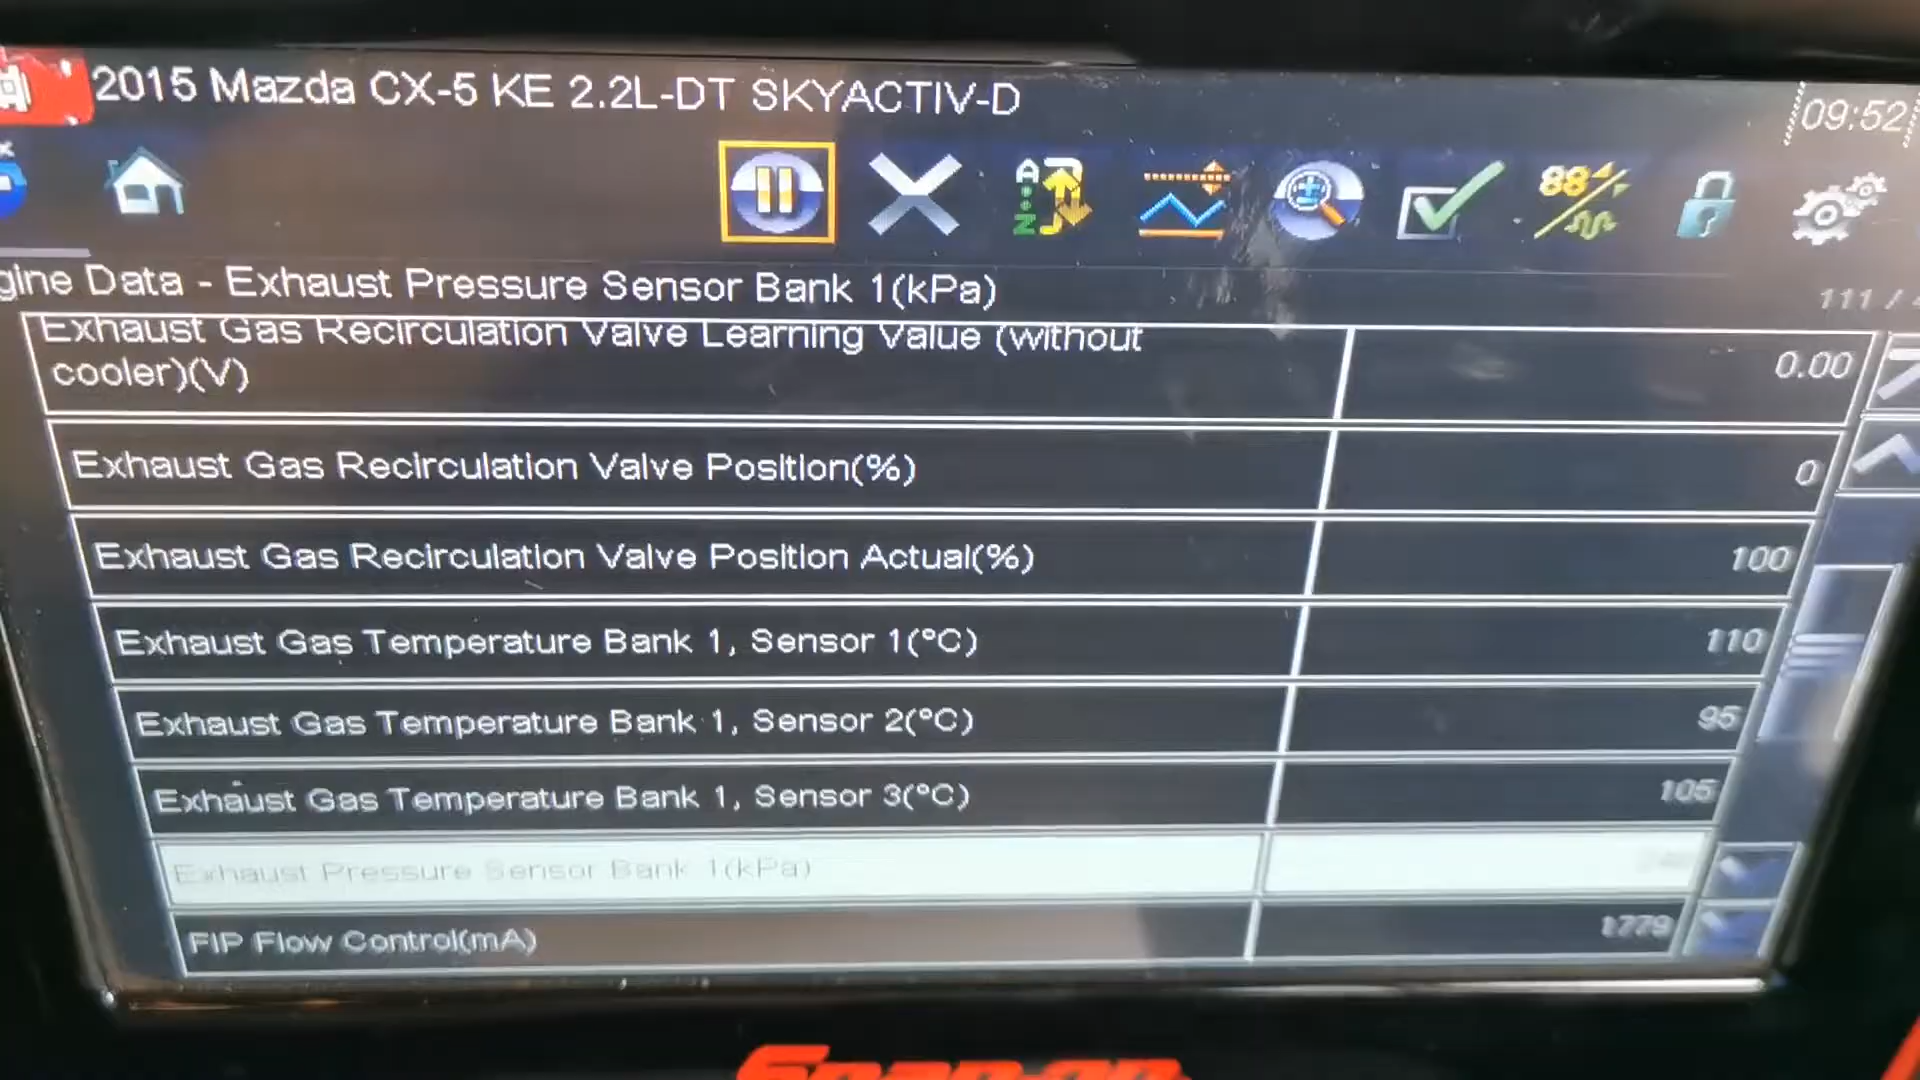 2015 Mazda CX-5 KE 2.2L-DT SKYACTIV-D
09:52
gine Data - Exhaust Pressure Sensor Bank 1(kPa)
111 /
Exhaust Gas Recirculation Valve Learning Value (without
cooler)(V)
0.00
Exhaust Gas Recirculation Valve Position(%)
0
Exhaust Gas Recirculation Valve Position Actual(%)
100
Exhaust Gas Temperature Bank 1, Sensor 1(°C)
110
Exhaust Gas Temperature Bank 1, Sensor 2(°C)
95
Exhaust Gas Temperature Bank 1, Sensor 3(°C)
105
Exhaust Pressure Sensor Bank 1(kPa)
FIP Flow Control(mA)
1779
Snap-on